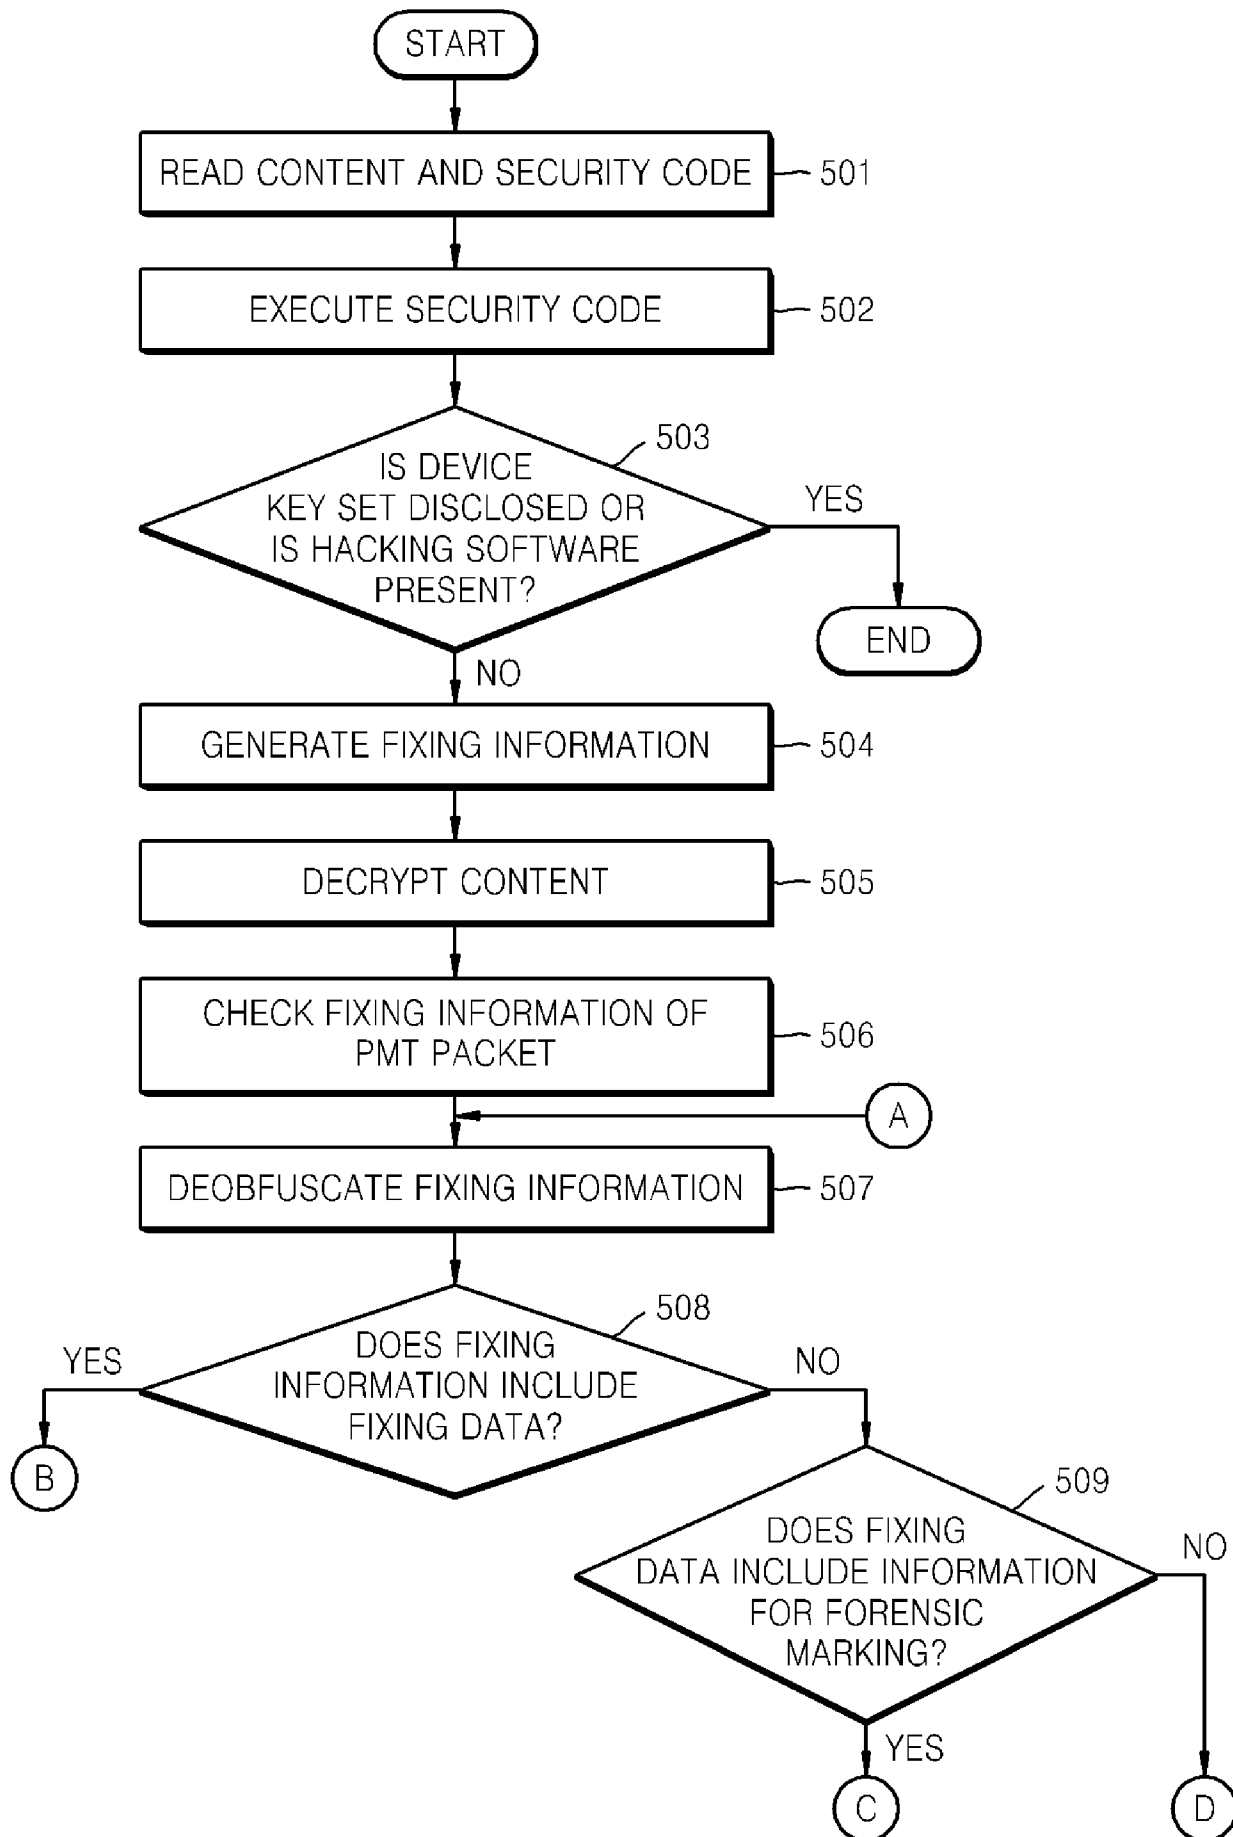 START
READ CONTENT AND SECURITY CODE
501
EXECUTE SECURITY CODE
502
503
IS DEVICE
KEY SET DISCLOSED OR
IS HACKING SOFTWARE
PRESENT?
YES
END
NO
GENERATE FIXING INFORMATION
504
DECRYPT CONTENT
505
CHECK FIXING INFORMATION OF
PMT PACKET
506
A
DEOBFUSCATE FIXING INFORMATION
507
508
DOES FIXING
INFORMATION INCLUDE
FIXING DATA?
YES
NO
B
509
DOES FIXING
DATA INCLUDE INFORMATION
FOR FORENSIC
MARKING?
NO
YES
C
D